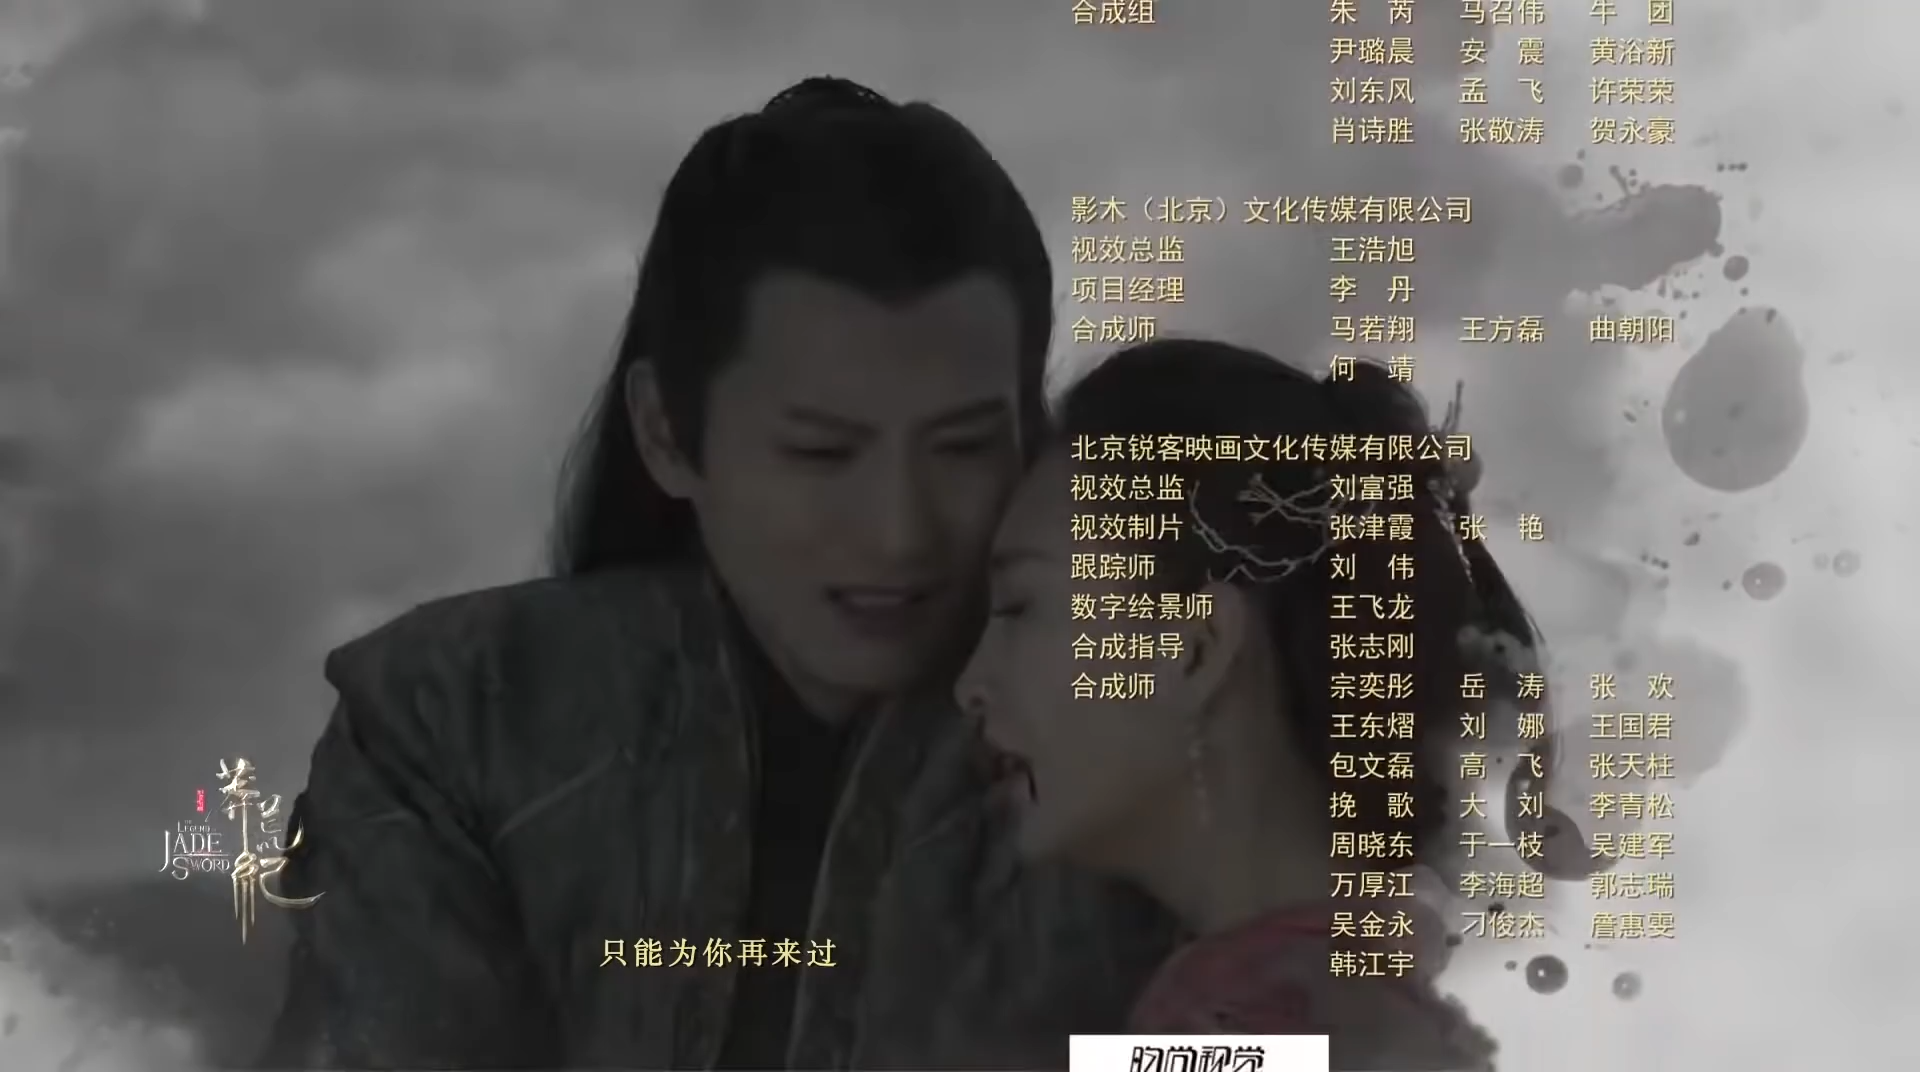 合成组 朱 芮 马召伟 牛 团
尹璐晨 安 震 黄浴新
刘东风 孟 飞 许荣荣
肖诗胜 张敬涛 贺永豪
影木（北京）文化传媒有限公司
视效总监 王浩旭
项目经理 李 丹
合成师 马若翔 王方磊 曲朝阳
何 靖
北京锐客映画文化传媒有限公司
视效总监 刘富强
视效制片 张津霞 张 艳
跟踪师 刘 伟
数字绘景师 王飞龙
合成指导 张志刚
合成师 宗奕彤 岳 涛 张 欢
王东熠 刘 娜 王国君
包文磊 高 飞 张天柱
挽 歌 大 刘 李青松
周晓东 于一枝 吴建军
万厚江 李海超 郭志瑞
吴金永 刁俊杰 詹惠雯
韩江宇
莽荒纪
THE LEGEND OF
JADE
SWORD
只能为你再来过